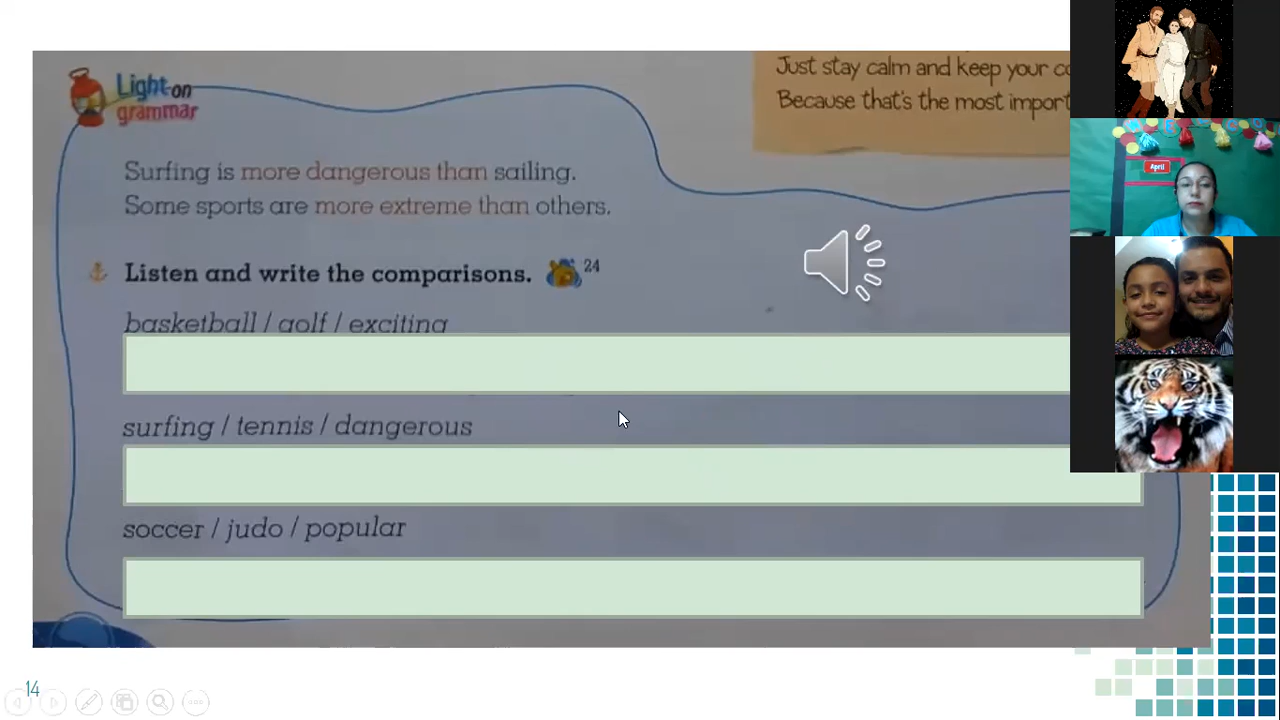 Light on
grammar
Just stay calm and keep your
Because that's the most
Surfing is more dangerous than sailing.
Some sports are more extreme than others.
Listen and write the comparisons. 24
basketball / golf / exciting
surfing / tennis / dangerous
soccer / judo / popular
April
14